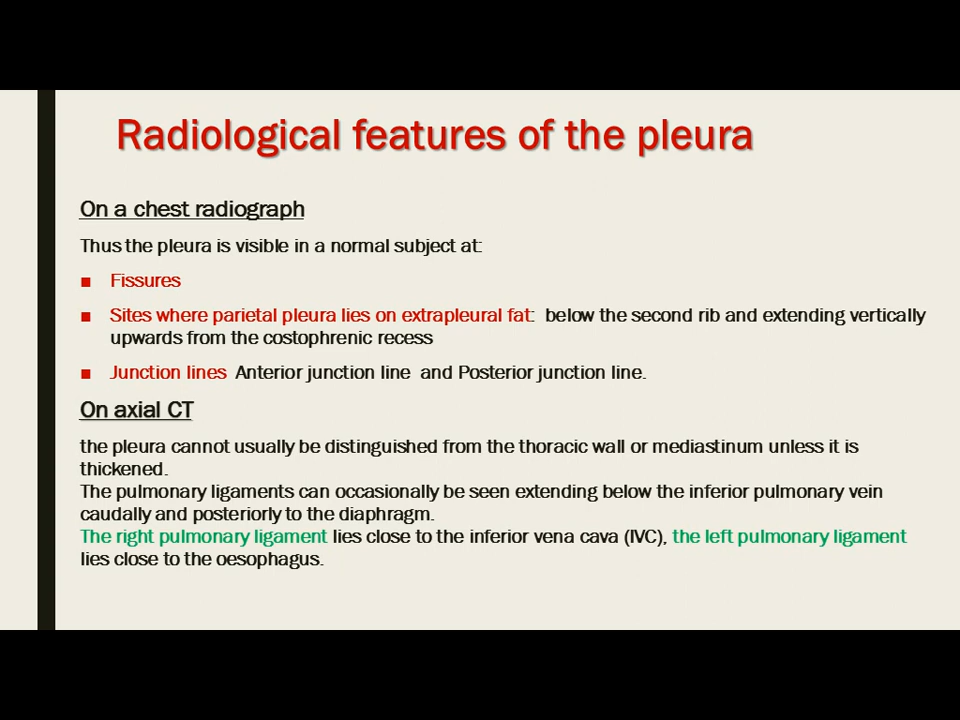 Radiological features of the pleura
On a chest radiograph
Thus the pleura is visible in a normal subject at:
■ Fissures
■ Sites where parietal pleura lies on extrapleural fat: below the second rib and extending vertically
upwards from the costophrenic recess
■ Junction lines Anterior junction line and Posterior junction line.
On axial CT
the pleura cannot usually be distinguished from the thoracic wall or mediastinum unless it is
thickened.
The pulmonary ligaments can occasionally be seen extending below the inferior pulmonary vein
caudally and posteriorly to the diaphragm.
The right pulmonary ligament lies close to the inferior vena cava (IVC), the left pulmonary ligament
lies close to the oesophagus.